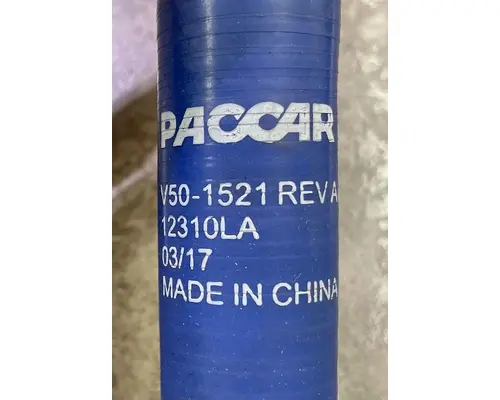 PACCAR
V50-1521 REV A
12310LA
03/17
MADE IN CHINA